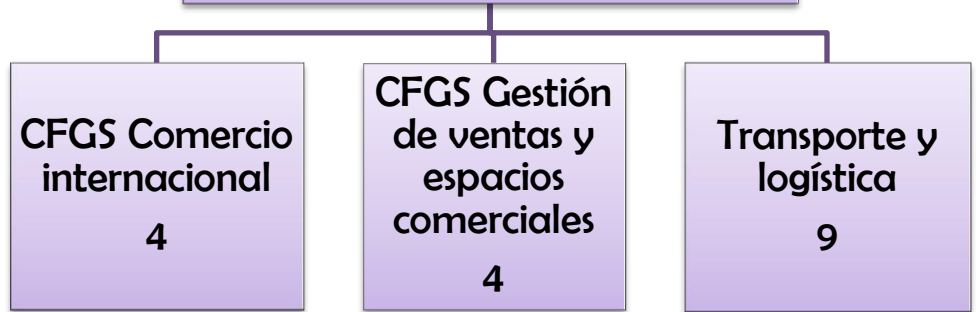 CFGS Comercio
internacional
4
CFGS Gestión
de ventas y
espacios
comerciales
4
Transporte y
logística
9